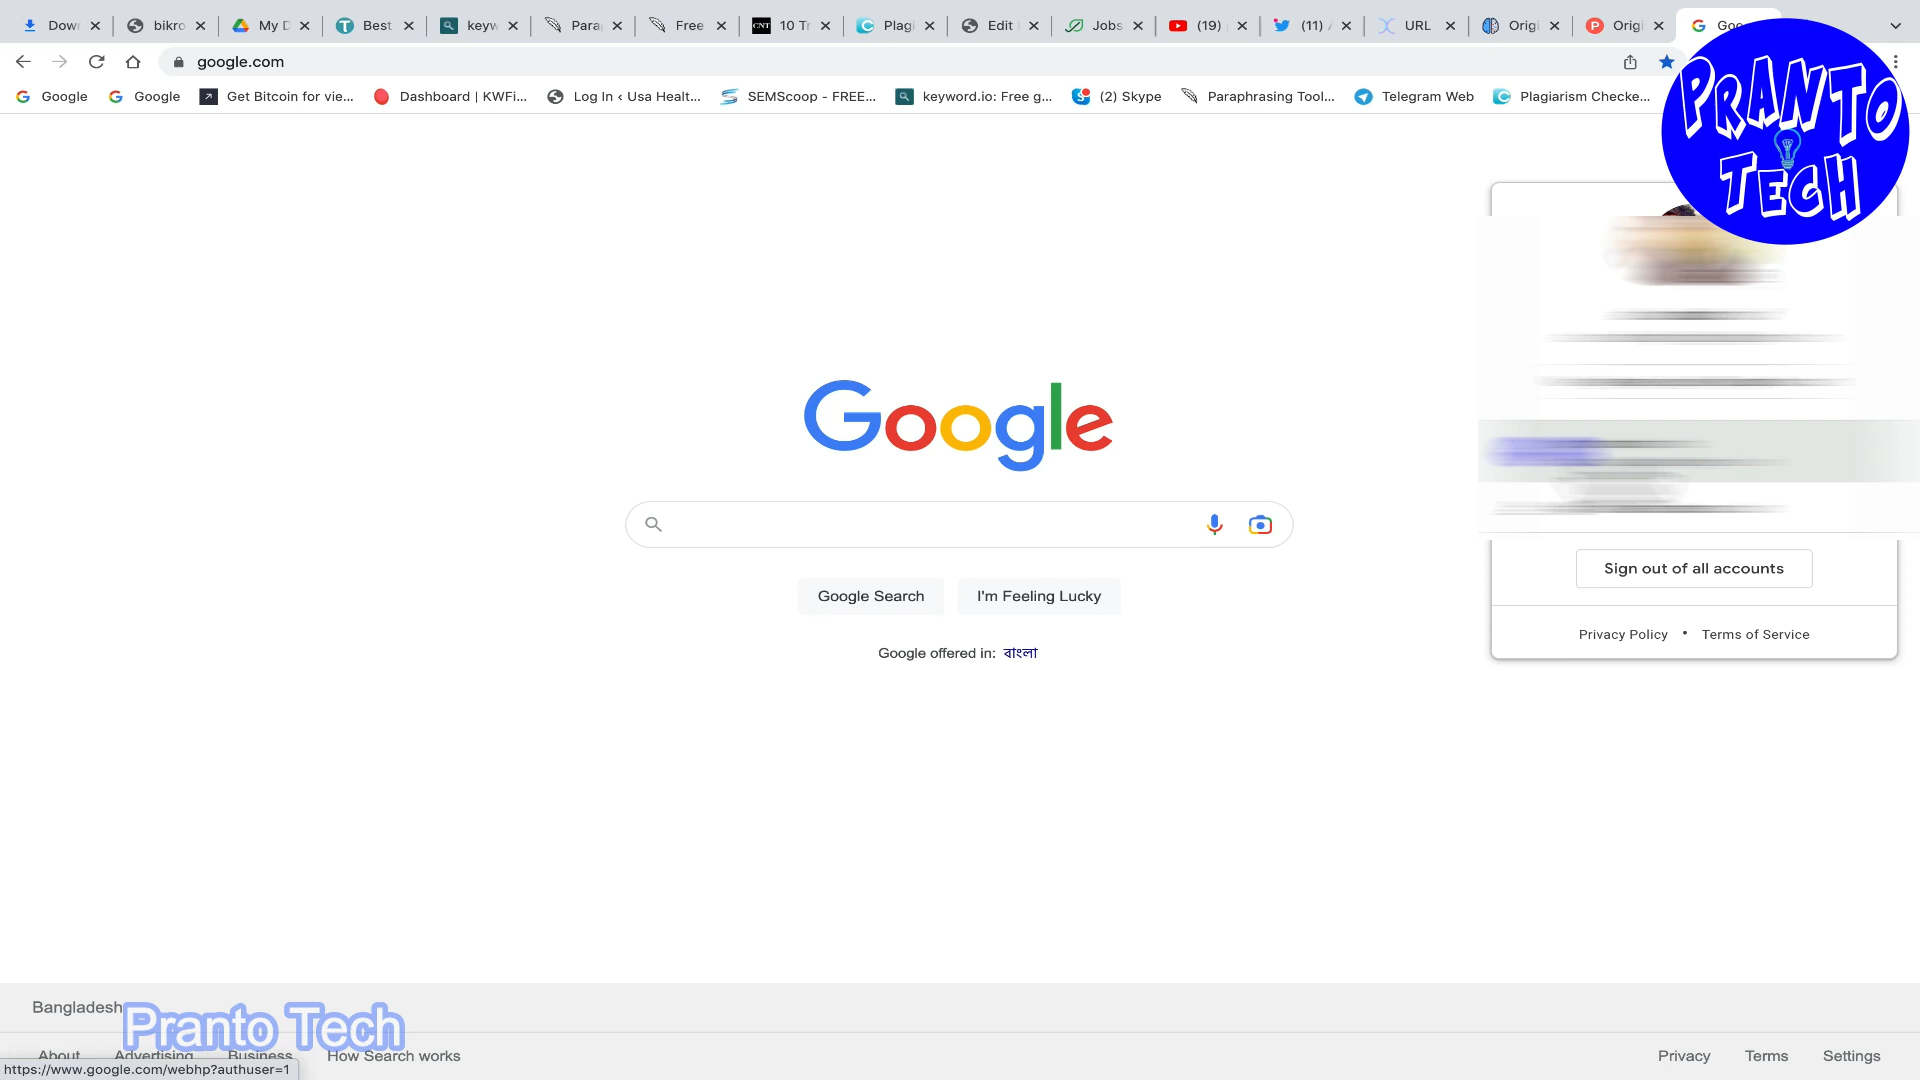 Dow bikro My D Best keyw Para Free CNT 10 Tr Plagi Edit Jobs (19) (11) URL Origi Origi Goo
google.com
Google Google Get Bitcoin for vie... Dashboard | KWFi... Log In ‹ Usa Healt... SEMScoop - FREE... keyword.io: Free g... (2) Skype Paraphrasing Tool... Telegram Web Plagiarism Checke...
PRANTO
TECH
Google
Google Search I'm Feeling Lucky
Google offered in: বাংলা
Sign out of all accounts
Privacy Policy • Terms of Service
Bangladesh
Pranto Tech
About Advertising Business How Search works
Privacy Terms Settings
https://www.google.com/webhp?authuser=1